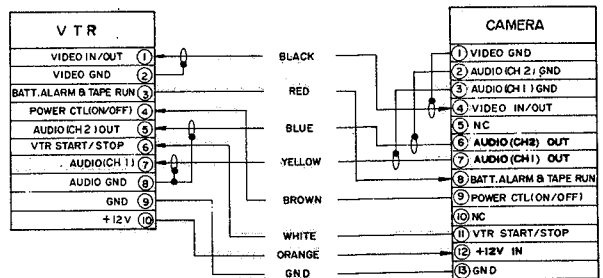 VTR
VIDEO IN/OUT 1
VIDEO GND 2
BATT.ALARM & TAPE RUN 3
POWER CTL(ON/OFF) 4
AUDIO(CH 2)OUT 5
VTR START/STOP 6
AUDIO(CH 1) 7
AUDIO GND 8
GND 9
+12V 10
BLACK
RED
BLUE
YELLOW
BROWN
WHITE
ORANGE
GND
CAMERA
1 VIDEO GND
2 AUDIO(CH 2) GND
3 AUDIO(CH 1) GND
4 VIDEO IN/OUT
5 NC
6 AUDIO(CH2) OUT
7 AUDIO(CH1) OUT
8 BATT.ALARM & TAPE RUN
9 POWER CTL(ON/OFF)
10 NC
11 VTR START/STOP
12 +12V IN
13 GND